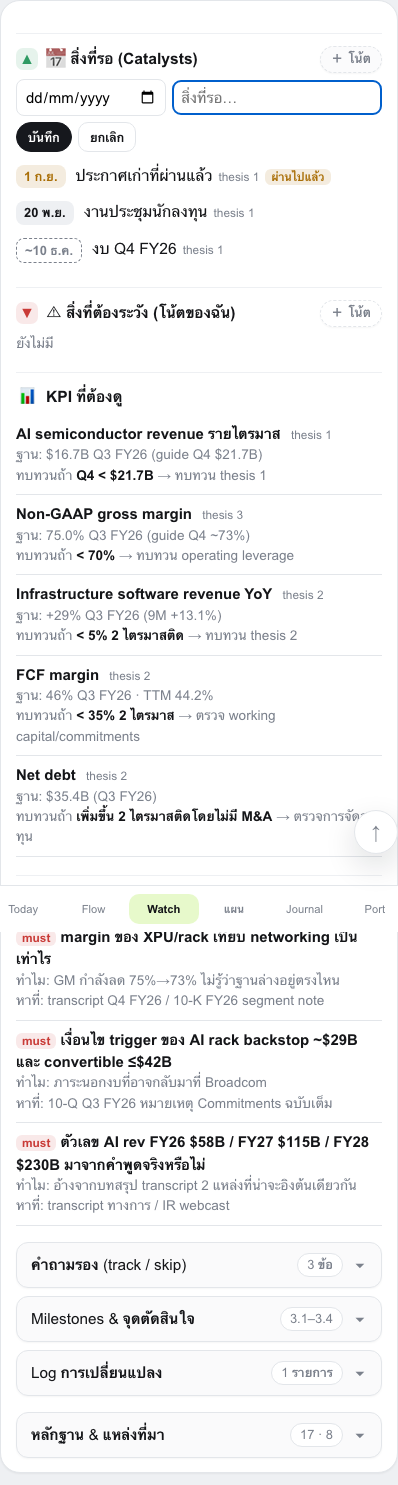 ▲ 📅 สิ่งที่รอ (Catalysts) + โน้ต
dd/mm/yyyy สิ่งที่รอ…
บันทึก ยกเลิก
1 ก.ย. ประกาศเก่าที่ผ่านแล้ว thesis 1 ผ่านไปแล้ว
20 พ.ย. งานประชุมนักลงทุน thesis 1
~10 ธ.ค. งบ Q4 FY26 thesis 1
▼ ⚠ สิ่งที่ต้องระวัง (โน้ตของฉัน) + โน้ต
ยังไม่มี
📊 KPI ที่ต้องดู
AI semiconductor revenue รายไตรมาส thesis 1
ฐาน: $16.7B Q3 FY26 (guide Q4 $21.7B)
ทบทวนถ้า Q4 < $21.7B → ทบทวน thesis 1
Non-GAAP gross margin thesis 3
ฐาน: 75.0% Q3 FY26 (guide Q4 ~73%)
ทบทวนถ้า < 70% → ทบทวน operating leverage
Infrastructure software revenue YoY thesis 2
ฐาน: +29% Q3 FY26 (9M +13.1%)
ทบทวนถ้า < 5% 2 ไตรมาสติด → ทบทวน thesis 2
FCF margin thesis 2
ฐาน: 46% Q3 FY26 · TTM 44.2%
ทบทวนถ้า < 35% 2 ไตรมาส → ตรวจ working
capital/commitments
Net debt thesis 2
ฐาน: $35.4B (Q3 FY26)
ทบทวนถ้า เพิ่มขึ้น 2 ไตรมาสติดโดยไม่มี M&A → ตรวจการจัด
ทุน
↑
Today Flow Watch แผน Journal Port
must margin ของ XPU/rack เทียบ networking เป็น
เท่าไร
ทำไม: GM กำลังลด 75%→73% ไม่รู้ว่าฐานล่างอยู่ตรงไหน
หาที่: transcript Q4 FY26 / 10-K FY26 segment note
must เงื่อนไข trigger ของ AI rack backstop ~$29B
และ convertible ≤$42B
ทำไม: ภาระนอกงบที่อาจกลับมาที่ Broadcom
หาที่: 10-Q Q3 FY26 หมายเหตุ Commitments ฉบับเต็ม
must ตัวเลข AI rev FY26 $58B / FY27 $115B / FY28
$230B มาจากคำพูดจริงหรือไม่
ทำไม: อ้างจากบทสรุป transcript 2 แหล่งที่น่าจะอิงต้นเดียวกัน
หาที่: transcript ทางการ / IR webcast
คำถามรอง (track / skip) 3 ข้อ
Milestones & จุดตัดสินใจ 3.1–3.4
Log การเปลี่ยนแปลง 1 รายการ
หลักฐาน & แหล่งที่มา 17 · 8